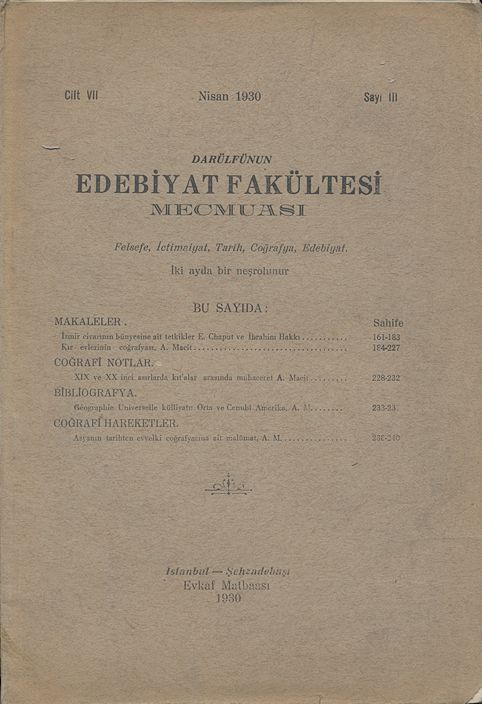 Cilt VII Nisan 1930 Sayı III
DARÜLFÜNUN
EDEBİYAT FAKÜLTESİ
MECMUASI
Felsefe, İctimaiyat, Tarih, Coğrafya, Edebiyat.
İki ayda bir neşrolunur
BU SAYIDA:
MAKALELER. Sahife
İzmir civarının bünyesine ait tetkikler E. Chaput ve İbrahim Hakkı........... 161-183
Kır evlerinin coğrafyası, A. Macit................................ 184-227
COĞRAFİ NOTLAR.
XIX ve XX inci asırlarda kıt'alar arasında muhaceret A. Macit........ 228-232
BİBLİOGRAFYA.
Géographie Universelle külliyatı Orta ve Cenubî Amerika, A. M....... 233-23
COĞRAFİ HAREKETLER.
Asyanın tarihten evvelki coğrafyasına ait malûmat, A. M............. -240
İstanbul — Şehzadebaşı
Evkaf Matbaası
1930